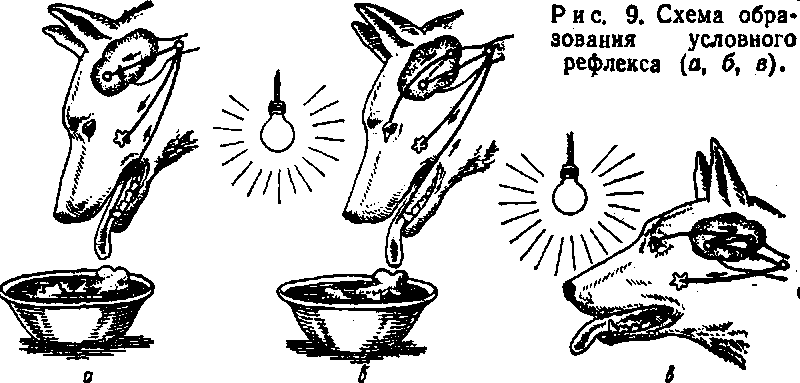 Рис. 9. Схема обра-
зования условного
рефлекса (а, б, в).
а
б
в